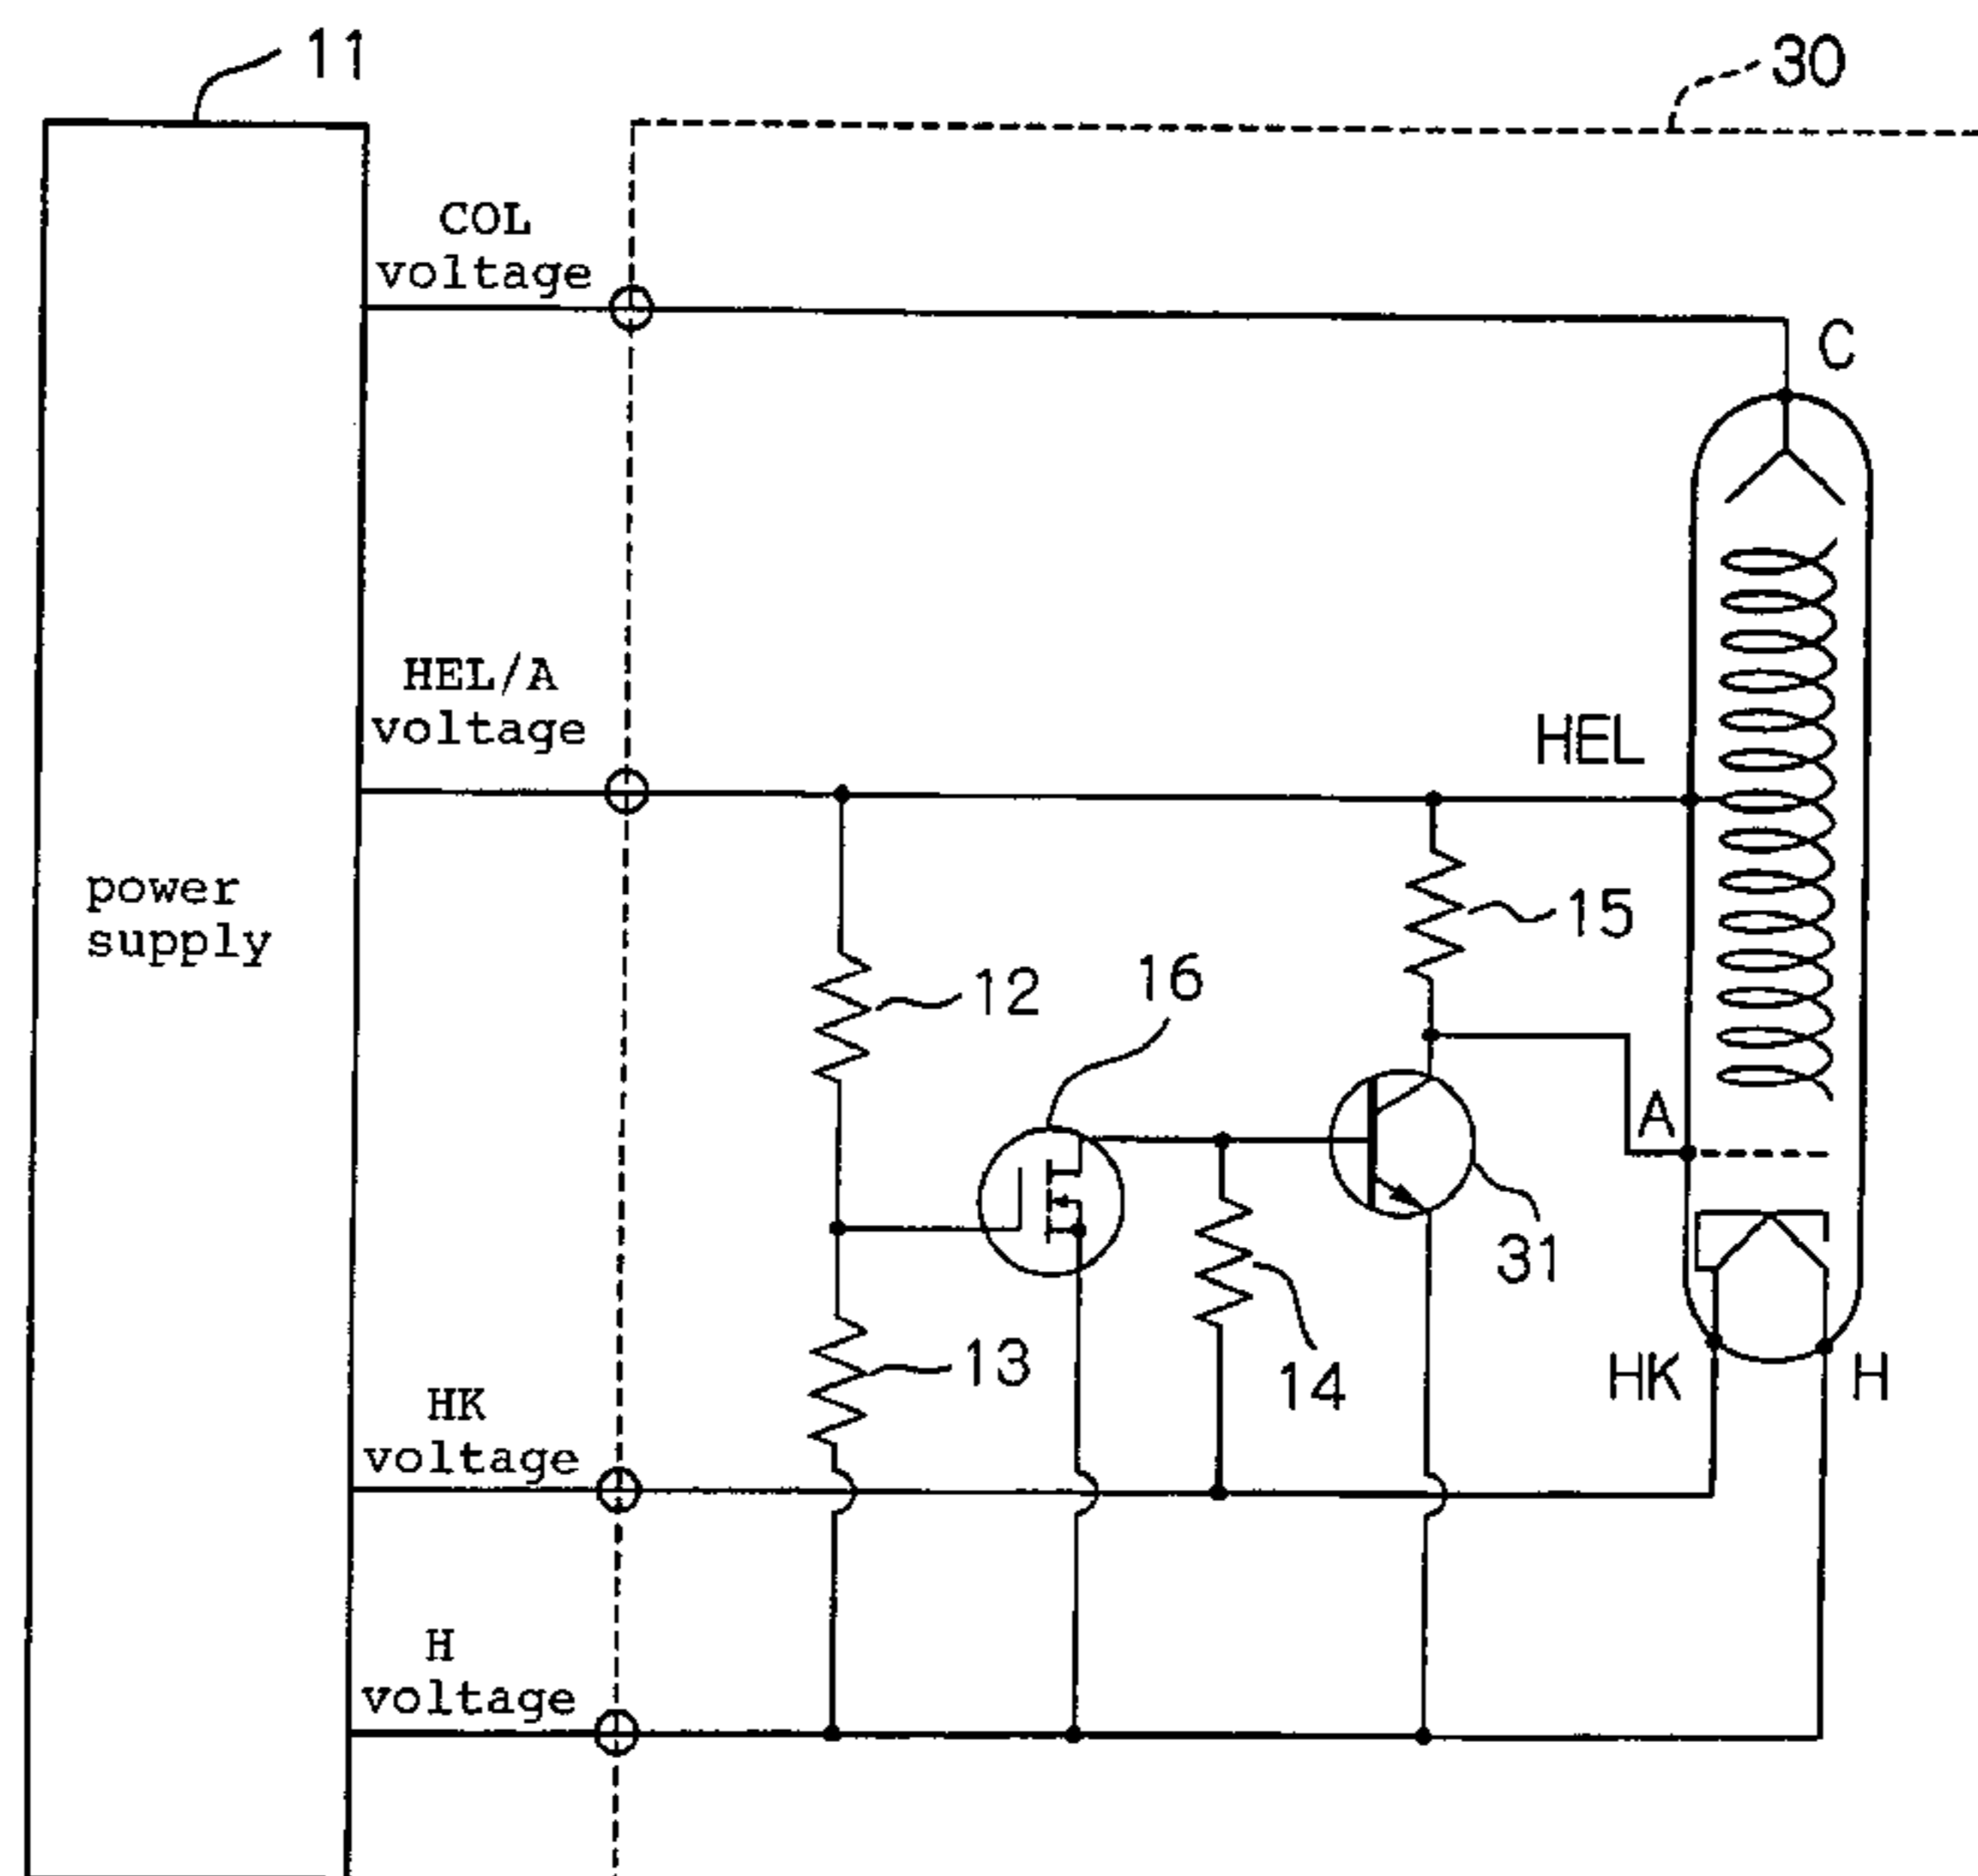 11
30
COL
voltage
C
HEL/A
voltage
HEL
power
supply
15
12
16
A
31
13
14
HK
voltage
HK
H
H
voltage